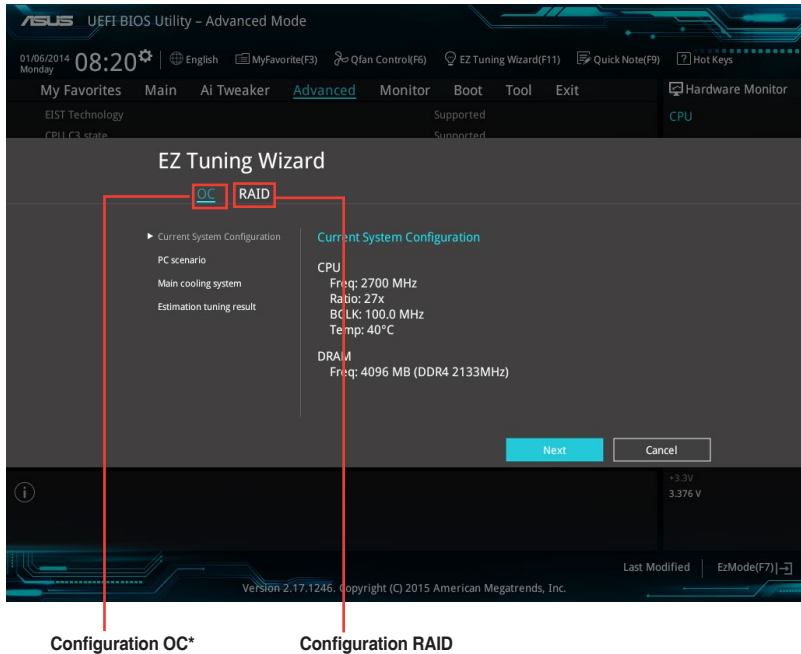 ASUS UEFI BIOS Utility – Advanced Mode
01/06/2014 Monday 08:20 English MyFavorite(F3) Qfan Control(F6) EZ Tuning Wizard(F11) Quick Note(F9) ? Hot Keys
My Favorites Main Ai Tweaker Advanced Monitor Boot Tool Exit Hardware Monitor
EIST Technology Supported CPU
CPU C3 state Supported
EZ Tuning Wizard
OC RAID
Current System Configuration
PC scenario
Main cooling system
Estimation tuning result
Current System Configuration
CPU
Freq: 2700 MHz
Ratio: 27x
BCLK: 100.0 MHz
Temp: 40°C
DRAM
Freq: 4096 MB (DDR4 2133MHz)
Next Cancel
+3.3V
3.376 V
Last Modified EzMode(F7)
Version 2.17.1246. Copyright (C) 2015 American Megatrends, Inc.
Configuration OC* Configuration RAID